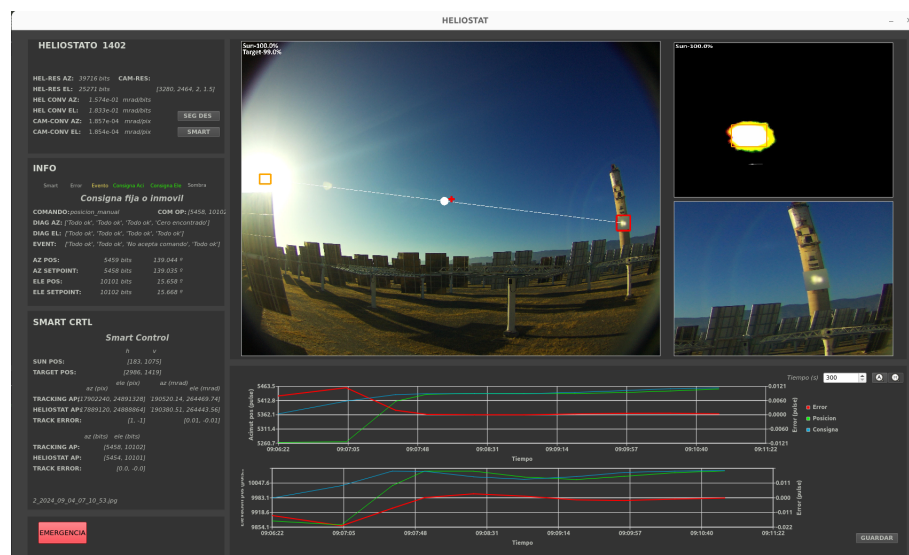 HELIOSTAT
HELIOSTATO 1402
HEL-RES AZ: 39716 bits CAM-RES:
HEL-RES EL: 25271 bits [3280, 2464, 2, 1.5]
HEL CONV AZ: 1.574e-01 mrad/bits
HEL CONV EL: 1.833e-01 mrad/bits
CAM-CONV AZ: 1.857e-04 mrad/pix
CAM-CONV EL: 1.854e-04 mrad/pix
SEG DES
SMART
INFO
Smart Error Evento Consigna Aci Consigna Ele Sombra
Consigna fija o inmovil
COMANDO: posicion_manual COM OP: [5458, 10102
DIAG AZ: ['Todo ok', 'Todo ok', 'Todo ok', 'Cero encontrado']
DIAG EL: ['Todo ok', 'Todo ok', 'Todo ok', 'Todo ok']
EVENT: ['Todo ok', 'Todo ok', 'No acepta comando', 'Todo ok']
AZ POS: 5459 bits 139.044 º
AZ SETPOINT: 5458 bits 139.035 º
ELE POS: 10101 bits 15.658 º
ELE SETPOINT: 10102 bits 15.668 º
SMART CRTL
Smart Control
h v
SUN POS: [183, 1075]
TARGET POS: [2986, 1419]
az (pix) ele (pix) az (mrad) ele (mrad)
TRACKING AP: [17902240, 24891328] 190520.14, 264469.74]
HELIOSTAT AP: [17889120, 24888864] 190380.51, 264443.56]
TRACK ERROR: [1, -1] [0.01, -0.01]
az (bits) ele (bits)
TRACKING AP: [5458, 10102]
HELIOSTAT AP: [5454, 10101]
TRACK ERROR: [0.0, -0.0]
2_2024_09_04_07_10_53.jpg
EMERGENCIA
Sun-100.0%
Target-99.0%
Sun-100.0%
Tiempo (s) 300
Acimut pos (pulse)
5463.5
5412.8
5362.1
5311.4
5260.7
0.0121
0.0060
0.0000
-0.0060
-0.0121
Error (pulse)
09:06:22 09:07:05 09:07:48 09:08:31 09:09:14 09:09:57 09:10:40 09:11:22
Tiempo
Error
Posicion
Consigna
10047.6
9983.1
9918.6
9854.1
0.011
0.000
-0.011
-0.022
Error (pulse)
09:06:22 09:07:05 09:07:48 09:08:31 09:09:14 09:09:57 09:10:40 09:11:22
Tiempo
GUARDAR